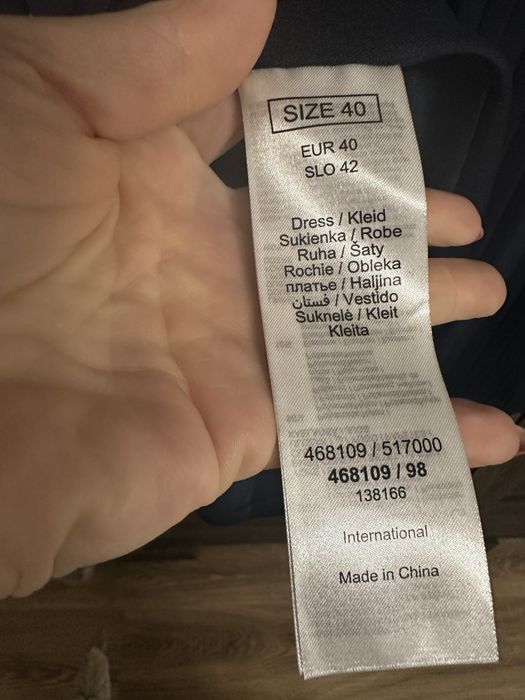 SIZE 40
EUR 40
SLO 42
Dress / Kleid
Sukienka / Robe
Ruha / Šaty
Rochie / Obleka
платье / Haljina
فستان / Vestido
Suknelė / Kleit
Kleita
468109 / 517000
468109 / 98
138166
International
Made in China